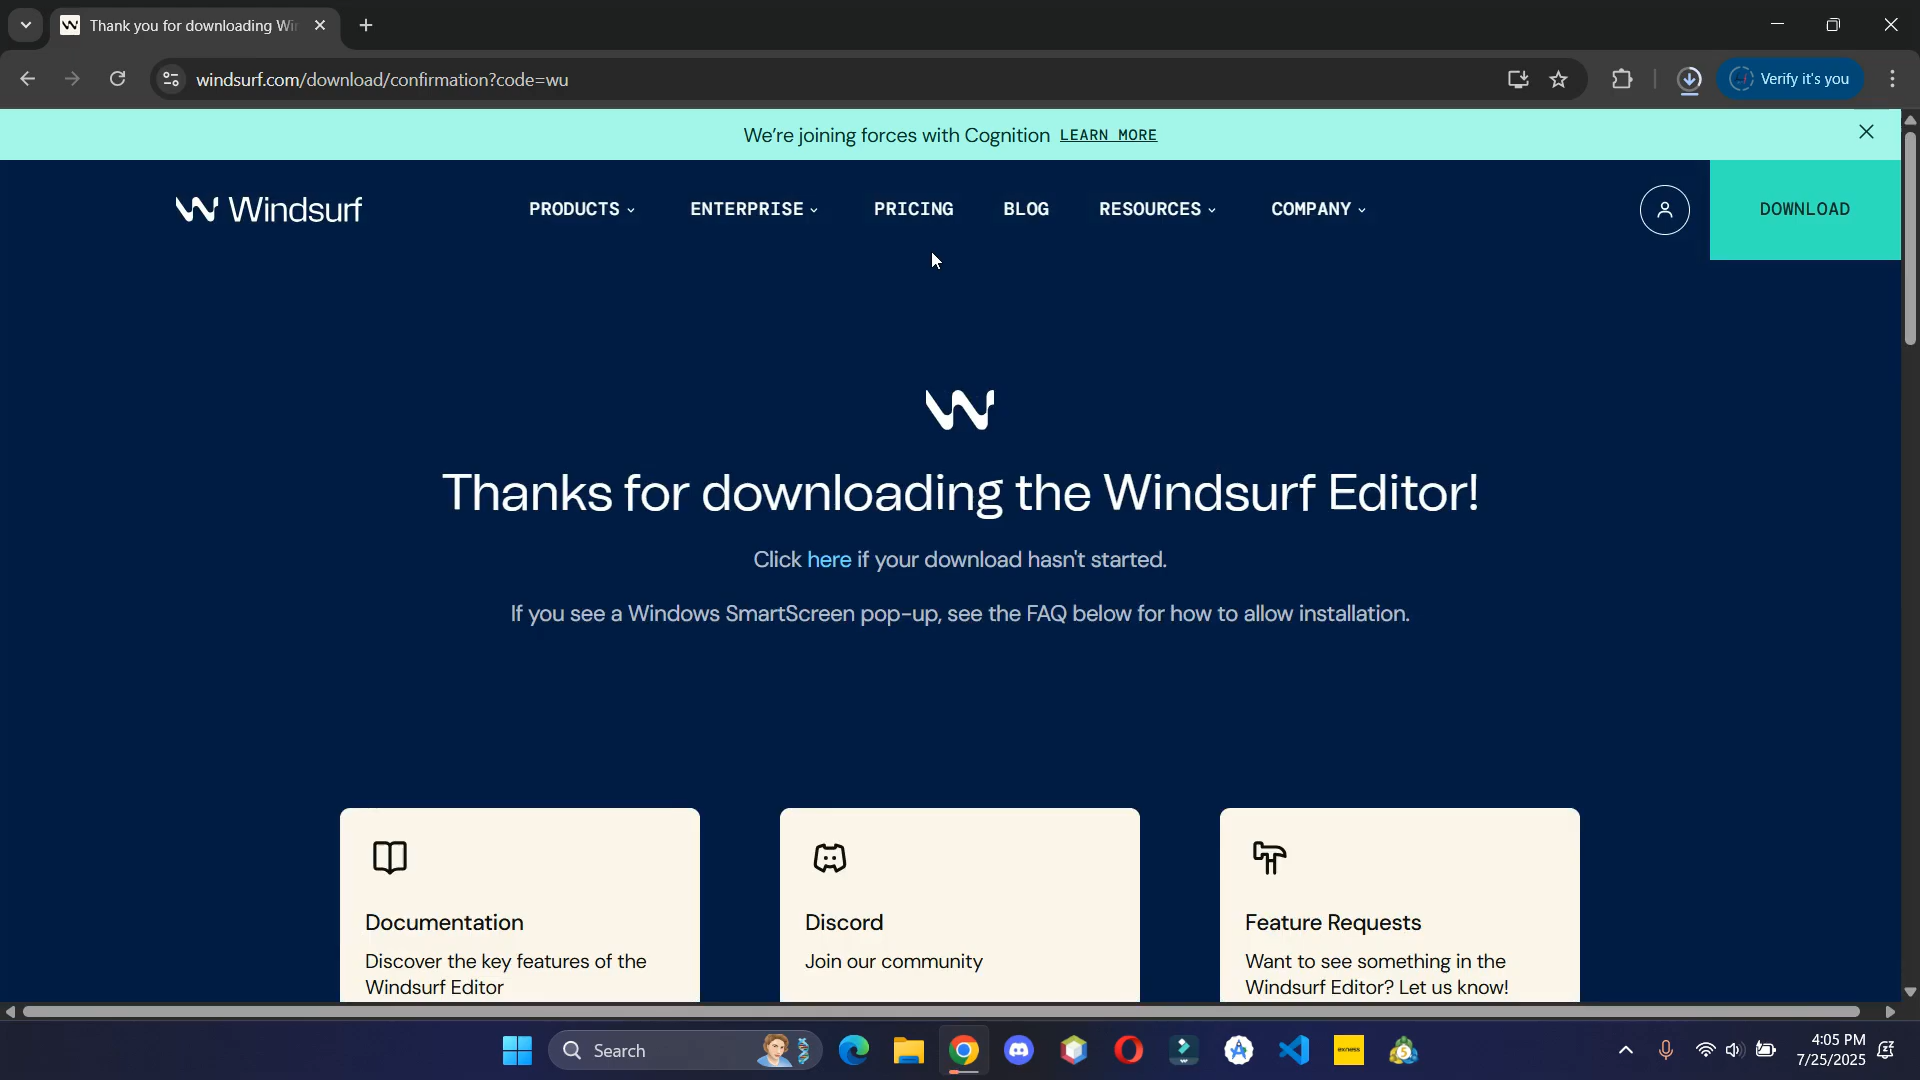 Thank you for downloading Wi
windsurf.com/download/confirmation?code=wu
Verify it's you
We're joining forces with Cognition LEARN MORE
Windsurf
PRODUCTS
ENTERPRISE
PRICING
BLOG
RESOURCES
COMPANY
DOWNLOAD
Thanks for downloading the Windsurf Editor!
Click here if your download hasn't started.
If you see a Windows SmartScreen pop-up, see the FAQ below for how to allow installation.
Documentation
Discover the key features of the
Windsurf Editor
Discord
Join our community
Feature Requests
Want to see something in the
Windsurf Editor? Let us know!
Search
exness
4:05 PM
7/25/2025